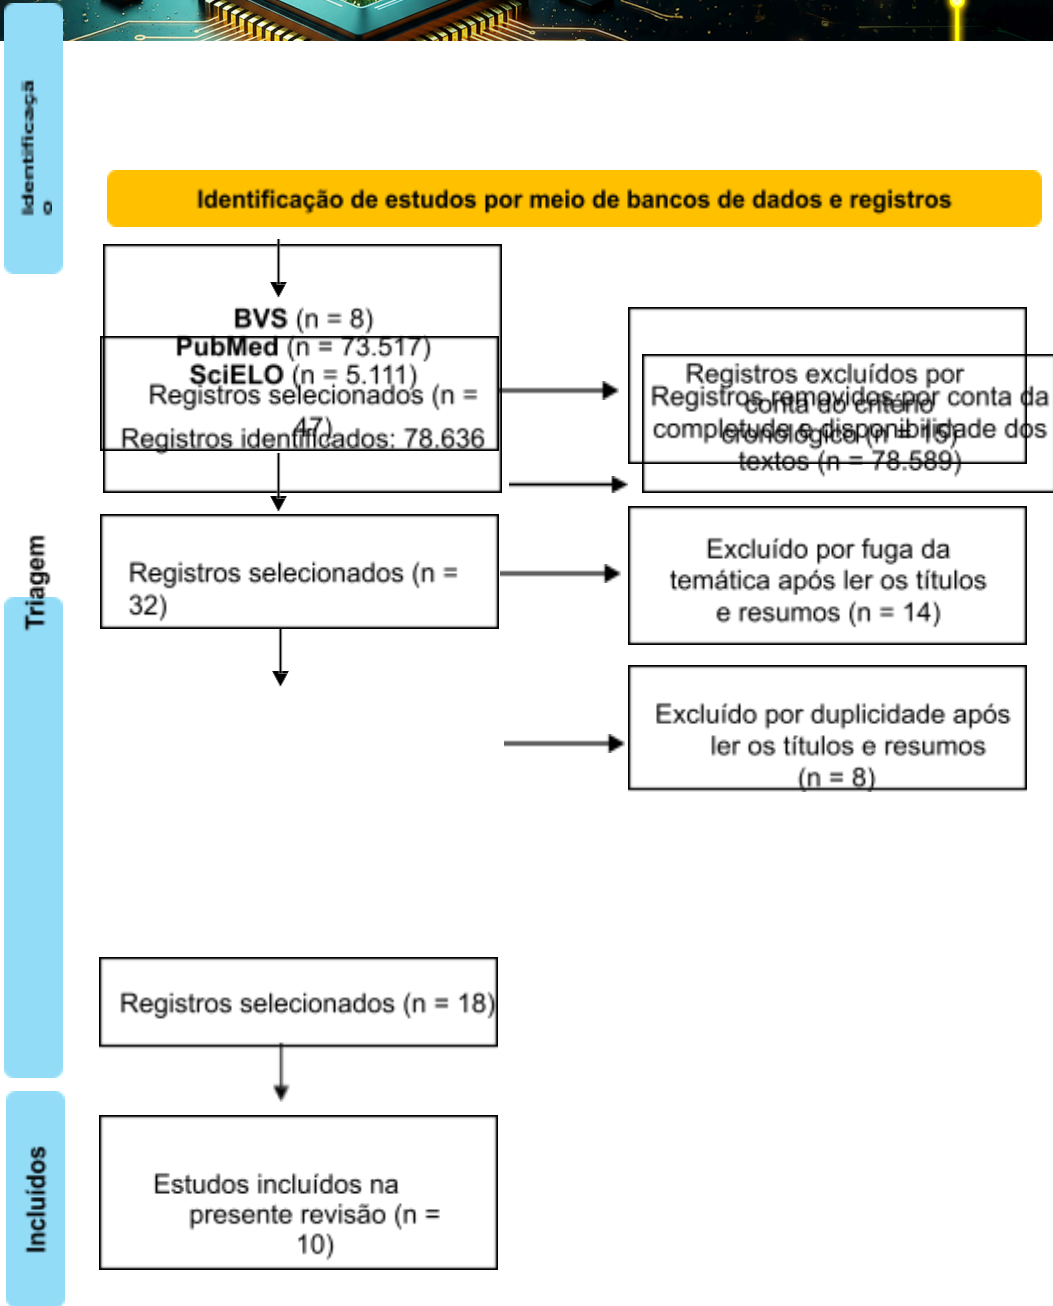 Identificaçã
o
Identificação de estudos por meio de bancos de dados e registros
BVS (n = 8)
PubMed (n = 73.517)
SciELO (n = 5.111)
Registros identificados: 78.636
Registros removidos por conta da
completude e disponibilidade dos
textos (n = 78.589)
Registros selecionados (n =
47)
Registros excluídos por
conta do critério
cronológico (n = 15)
Triagem
Registros selecionados (n =
32)
Excluído por fuga da
temática após ler os títulos
e resumos (n = 14)
Excluído por duplicidade após
ler os títulos e resumos
(n = 8)
Registros selecionados (n = 18)
Incluídos
Estudos incluídos na
presente revisão (n =
10)